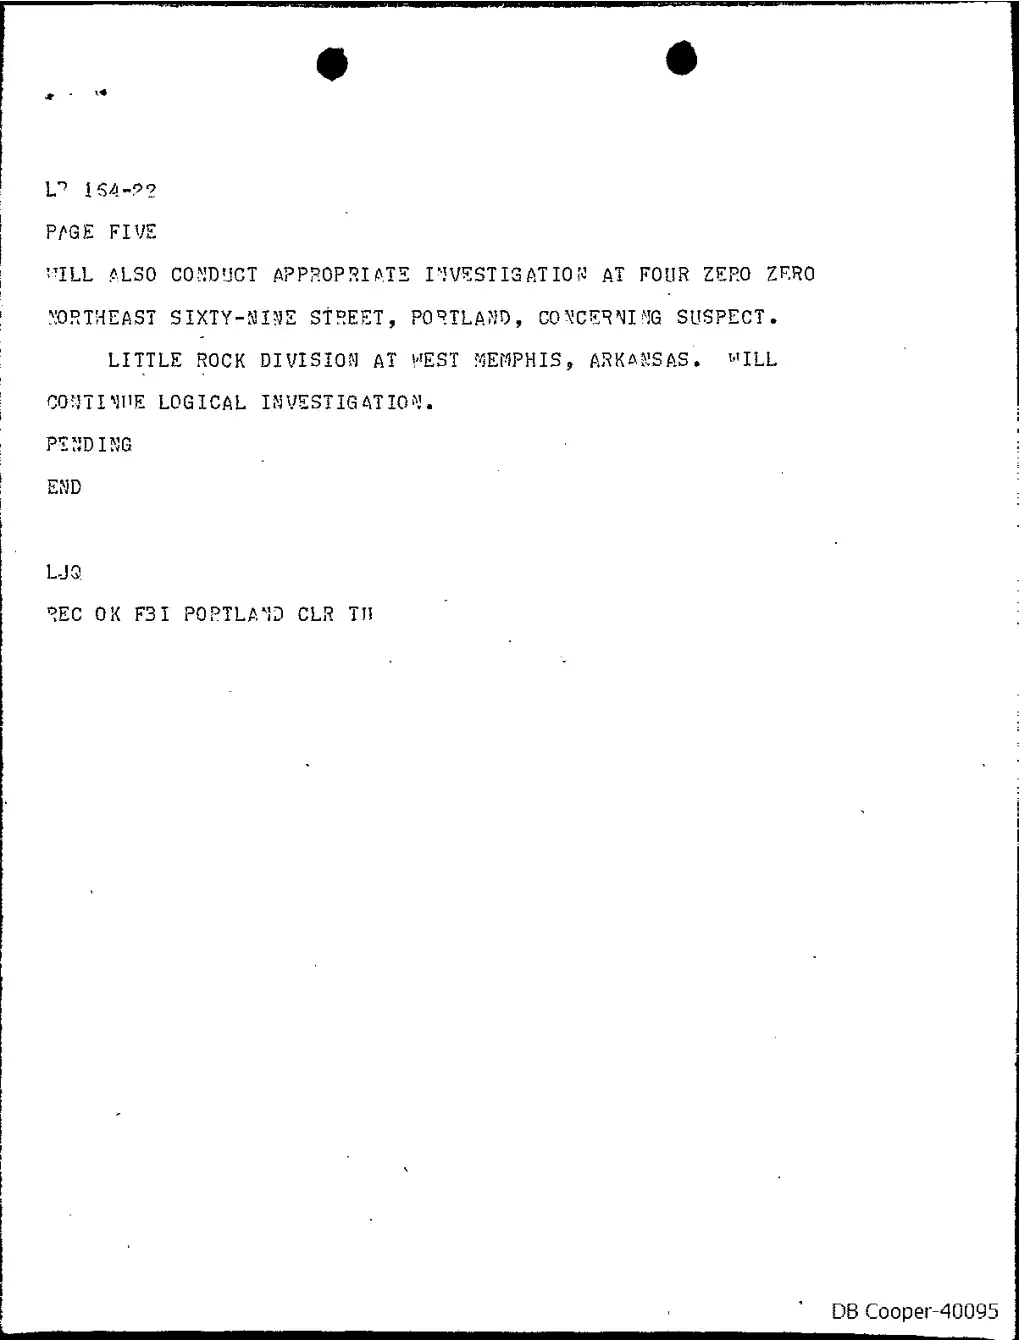 LR 164-22
PAGE FIVE
WILL ALSO CONDUCT APPROPRIATE INVESTIGATION AT FOUR ZERO ZERO
NORTHEAST SIXTY-NINE STREET, PORTLAND, CONCERNING SUSPECT.
LITTLE ROCK DIVISION AT WEST MEMPHIS, ARKANSAS. WILL
CONTINUE LOGICAL INVESTIGATION.
PENDING
END
LJQ
REC OK FBI PORTLAND CLR TU
DB Cooper-40095